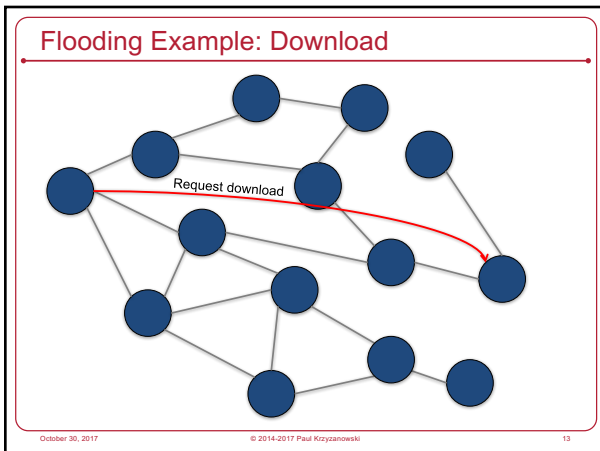 Flooding Example: Download
Request download
October 30, 2017
© 2014-2017 Paul Krzyzanowski
13